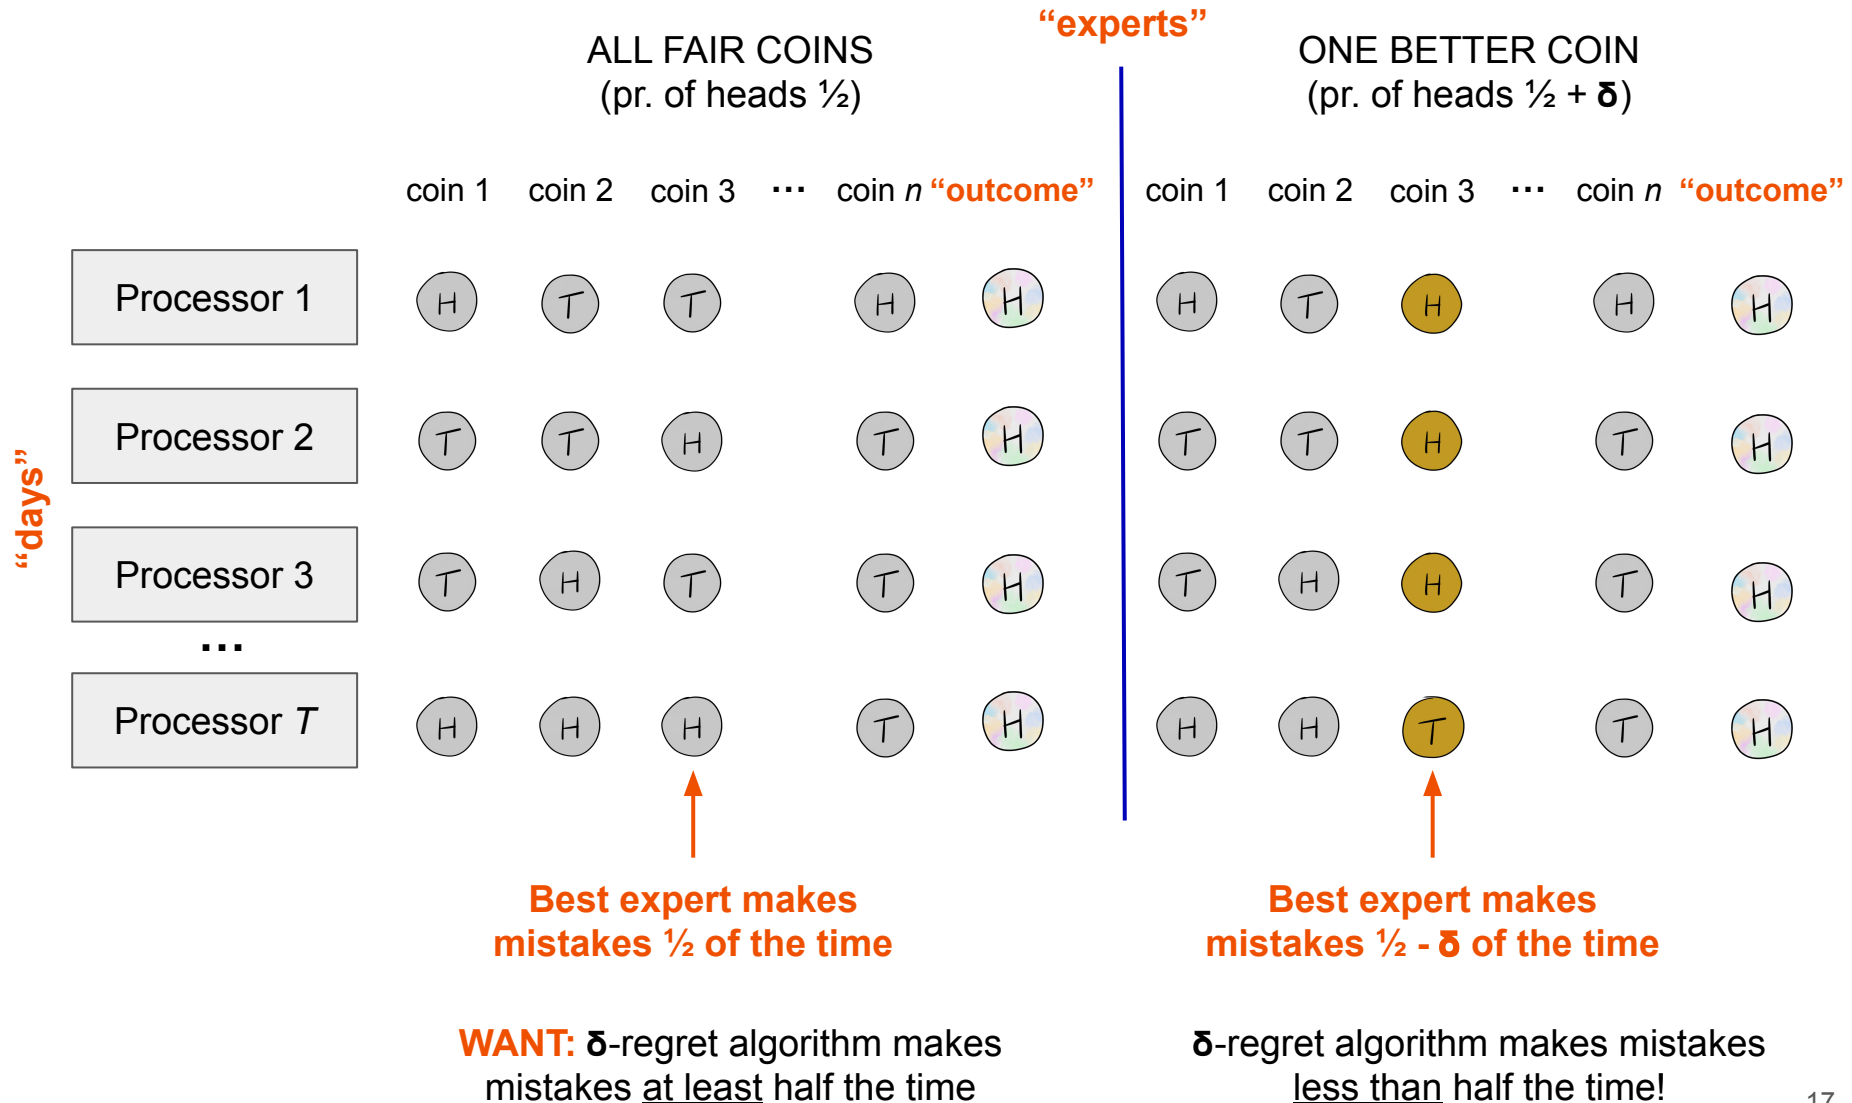 “experts”
ALL FAIR COINS
(pr. of heads ½)
ONE BETTER COIN
(pr. of heads ½ + δ)
coin 1 coin 2 coin 3 ... coin n “outcome”
coin 1 coin 2 coin 3 ... coin n “outcome”
“days”
Processor 1 H T T H H H T H H H
Processor 2 T T H T H T T H T H
Processor 3 T H T T H T H H T H
...
Processor T H H H T H H H T T H
Best expert makes
mistakes ½ of the time
Best expert makes
mistakes ½ - δ of the time
WANT: δ-regret algorithm makes
mistakes at least half the time
δ-regret algorithm makes mistakes
less than half the time!
17